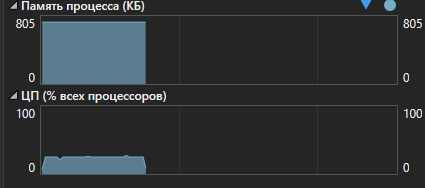 Память процесса (КБ)
805 805
0 0
ЦП (% всех процессоров)
100 100
0 0